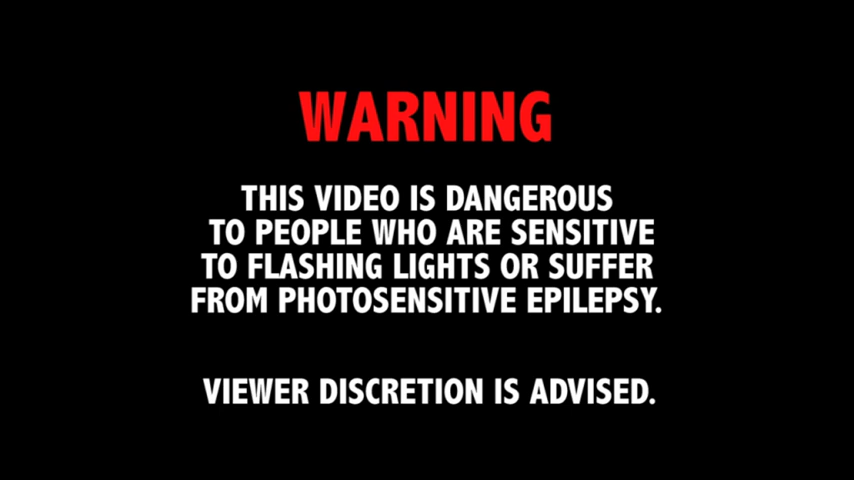 WARNING
THIS VIDEO IS DANGEROUS
TO PEOPLE WHO ARE SENSITIVE
TO FLASHING LIGHTS OR SUFFER
FROM PHOTOSENSITIVE EPILEPSY.
VIEWER DISCRETION IS ADVISED.